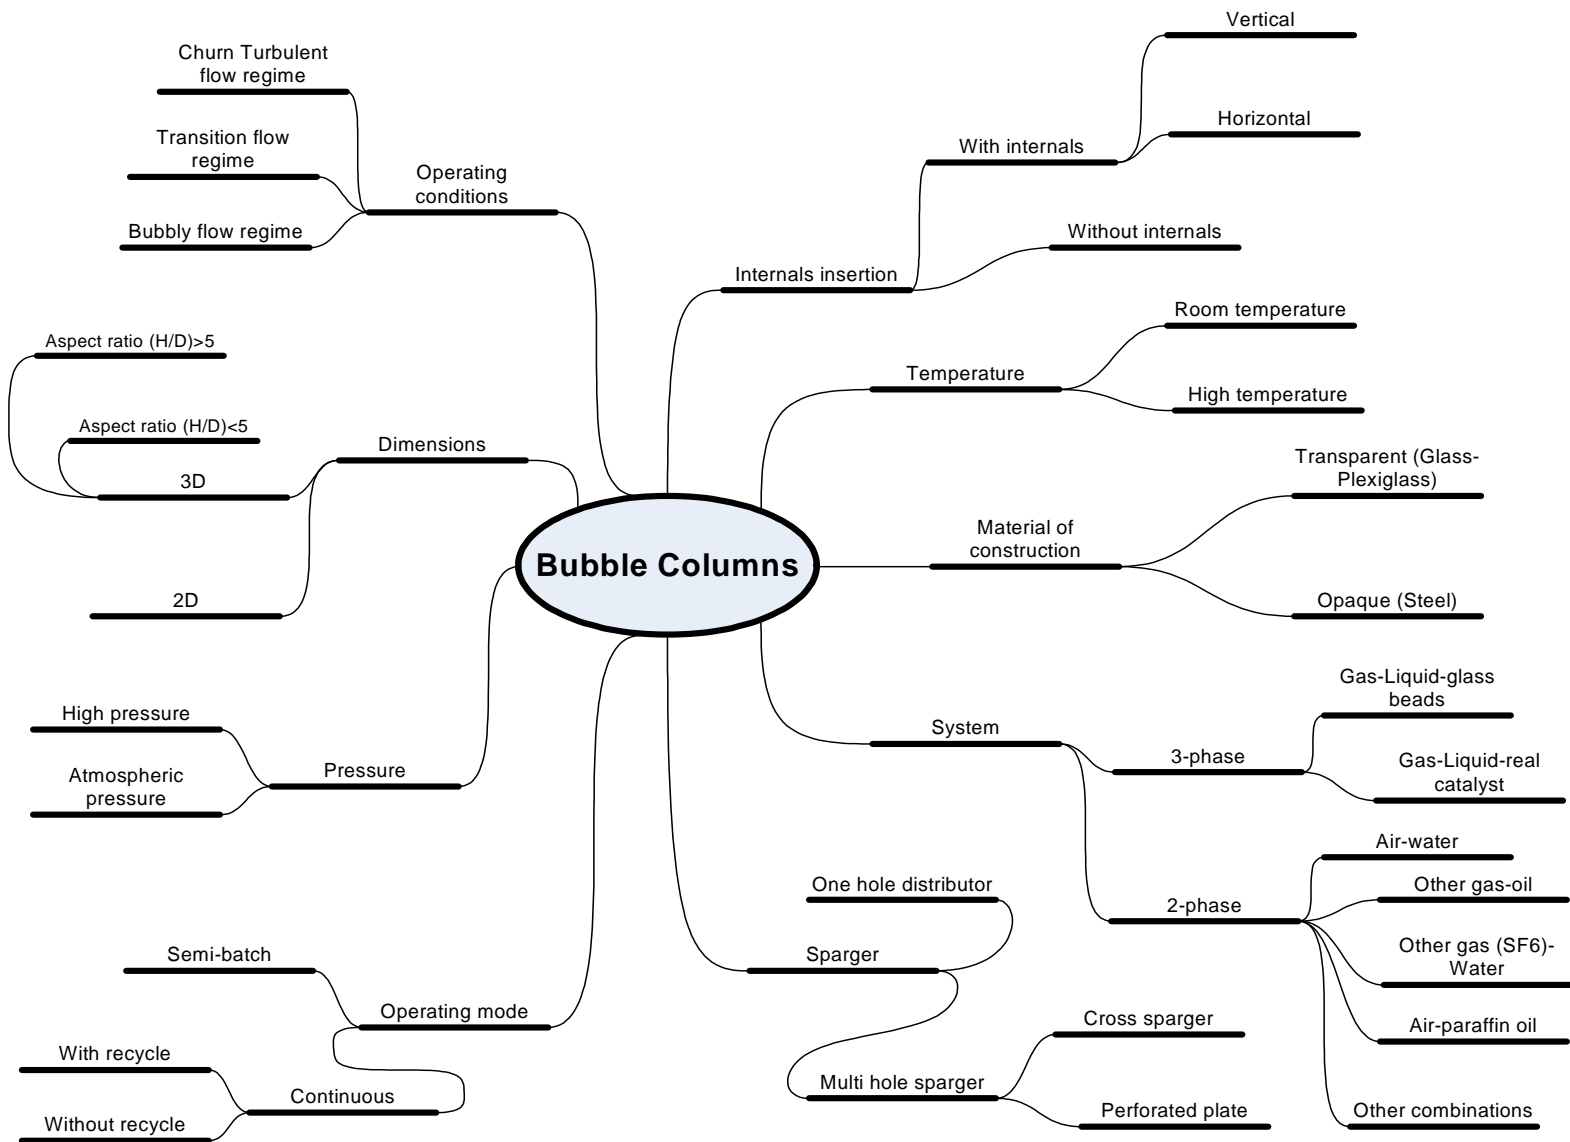 Vertical
Churn Turbulent
flow regime
Horizontal
Transition flow
regime
With internals
Operating
conditions
Bubbly flow regime
Without internals
Internals insertion
Room temperature
Aspect ratio (H/D)>5
Temperature
High temperature
Aspect ratio (H/D)<5
Dimensions
Transparent (Glass-
Plexiglass)
3D
Material of
construction
Bubble Columns
2D
Opaque (Steel)
Gas-Liquid-glass
beads
High pressure
System
3-phase
Gas-Liquid-real
catalyst
Pressure
Atmospheric
pressure
Air-water
One hole distributor
Other gas-oil
2-phase
Other gas (SF6)-
Water
Semi-batch
Sparger
Operating mode
Cross sparger
Air-paraffin oil
With recycle
Multi hole sparger
Continuous
Perforated plate
Other combinations
Without recycle